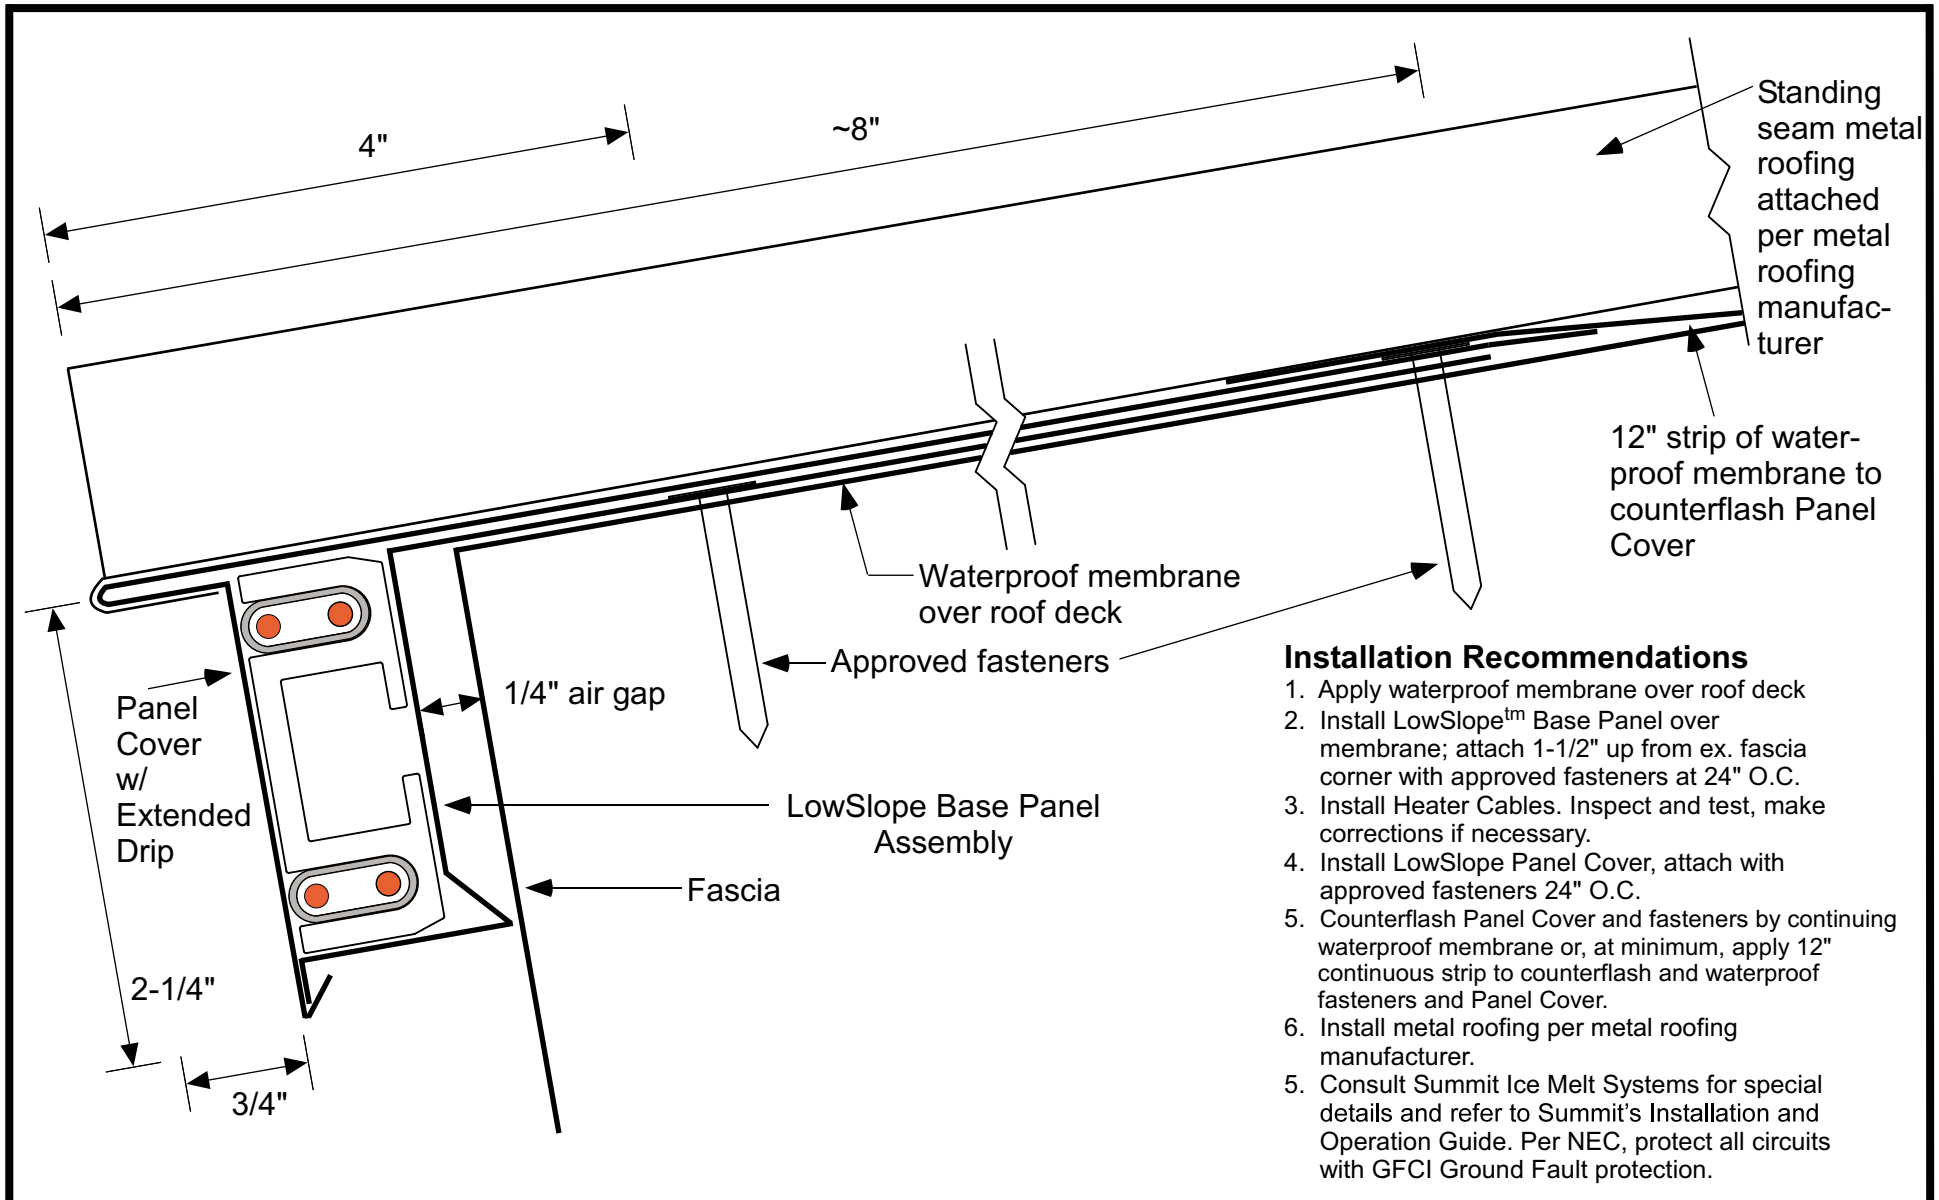 4"
~8"
Standing
seam metal
roofing
attached
per metal
roofing
manufac-
turer
12" strip of water-
proof membrane to
counterflash Panel
Cover
Waterproof membrane
over roof deck
Approved fasteners
1/4" air gap
Panel
Cover
w/
Extended
Drip
LowSlope Base Panel
Assembly
Fascia
2-1/4"
3/4"
Installation Recommendations
1. Apply waterproof membrane over roof deck
2. Install LowSlope™ Base Panel over
membrane; attach 1-1/2" up from ex. fascia
corner with approved fasteners at 24" O.C.
3. Install Heater Cables. Inspect and test, make
corrections if necessary.
4. Install LowSlope Panel Cover, attach with
approved fasteners 24" O.C.
5. Counterflash Panel Cover and fasteners by continuing
waterproof membrane or, at minimum, apply 12"
continuous strip to counterflash and waterproof
fasteners and Panel Cover.
6. Install metal roofing per metal roofing
manufacturer.
5. Consult Summit Ice Melt Systems for special
details and refer to Summit's Installation and
Operation Guide. Per NEC, protect all circuits
with GFCI Ground Fault protection.